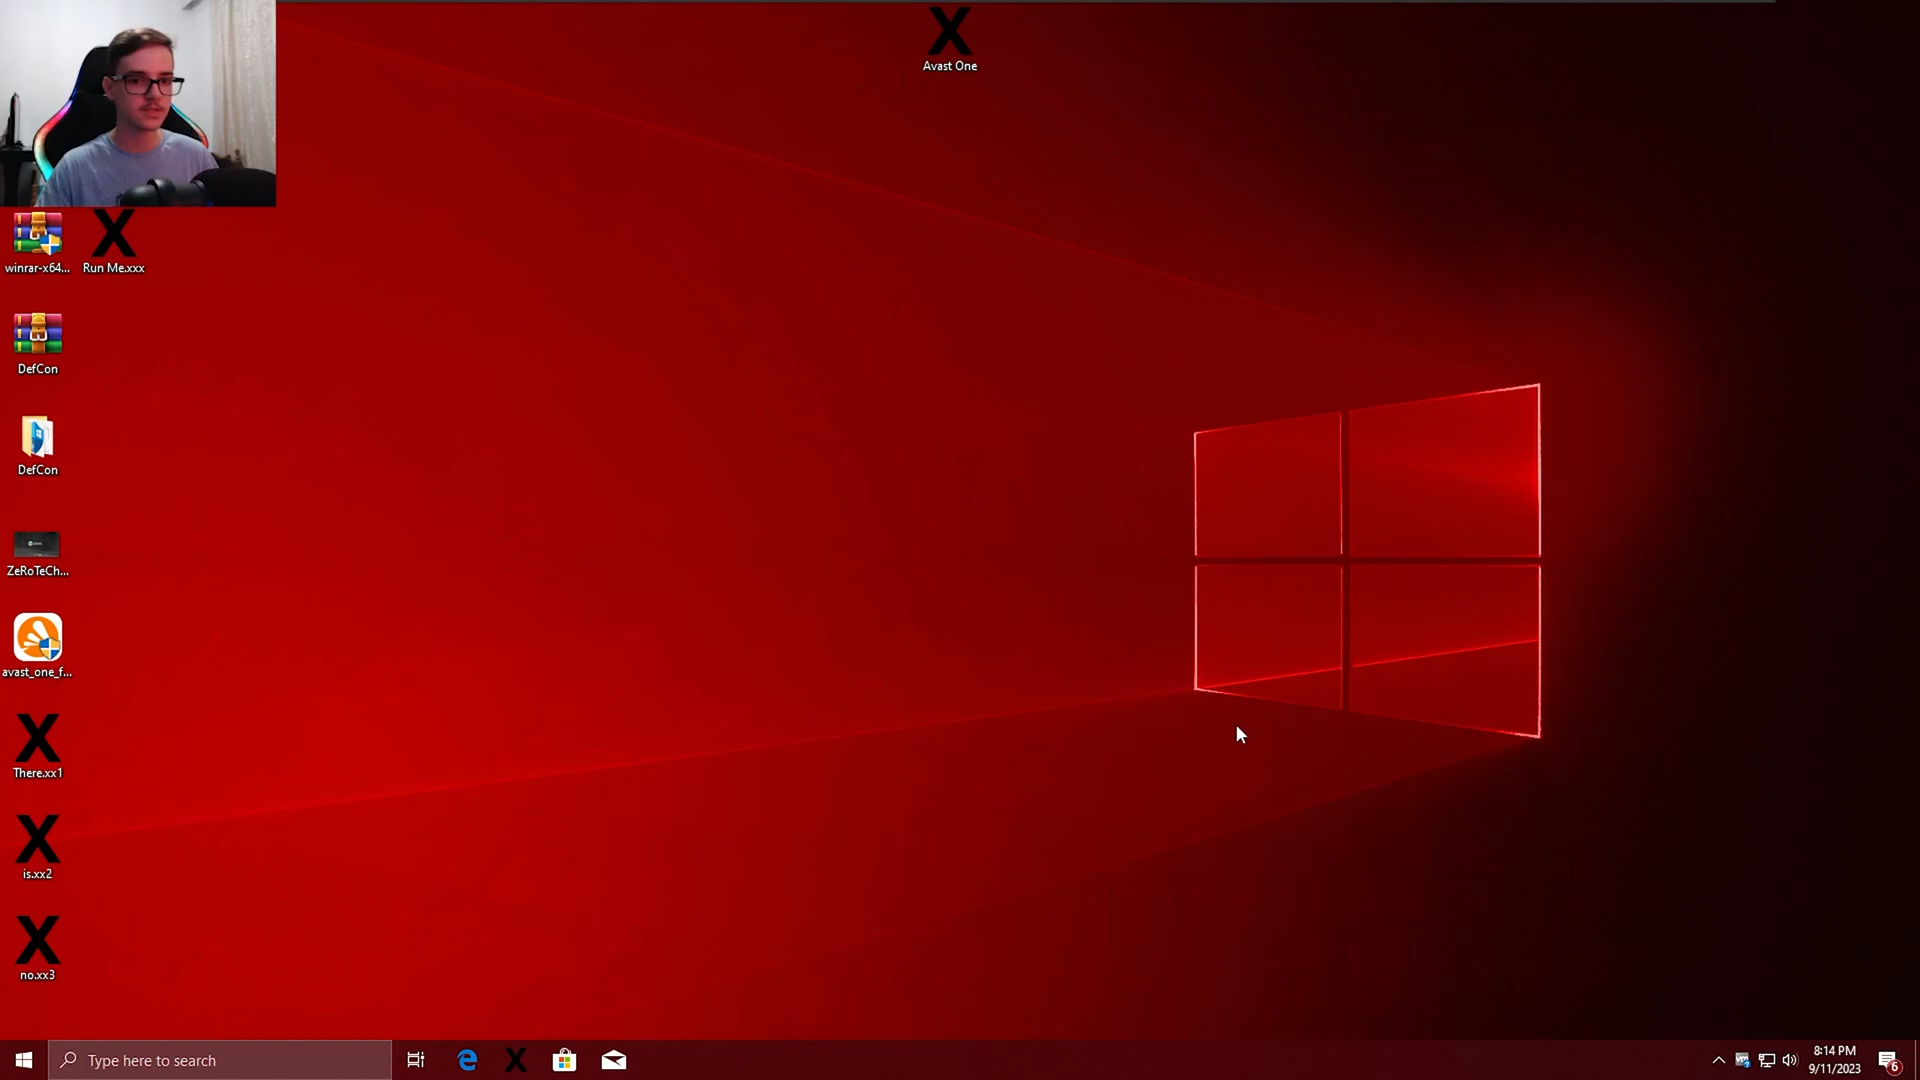 Avast One
winrar-x64...
Run Me.xxx
DefCon
DefCon
ZeRoTeCh...
avast_one_f...
There.xx1
is.xx2
no.xx3
Type here to search
8:14 PM
9/11/2023
6